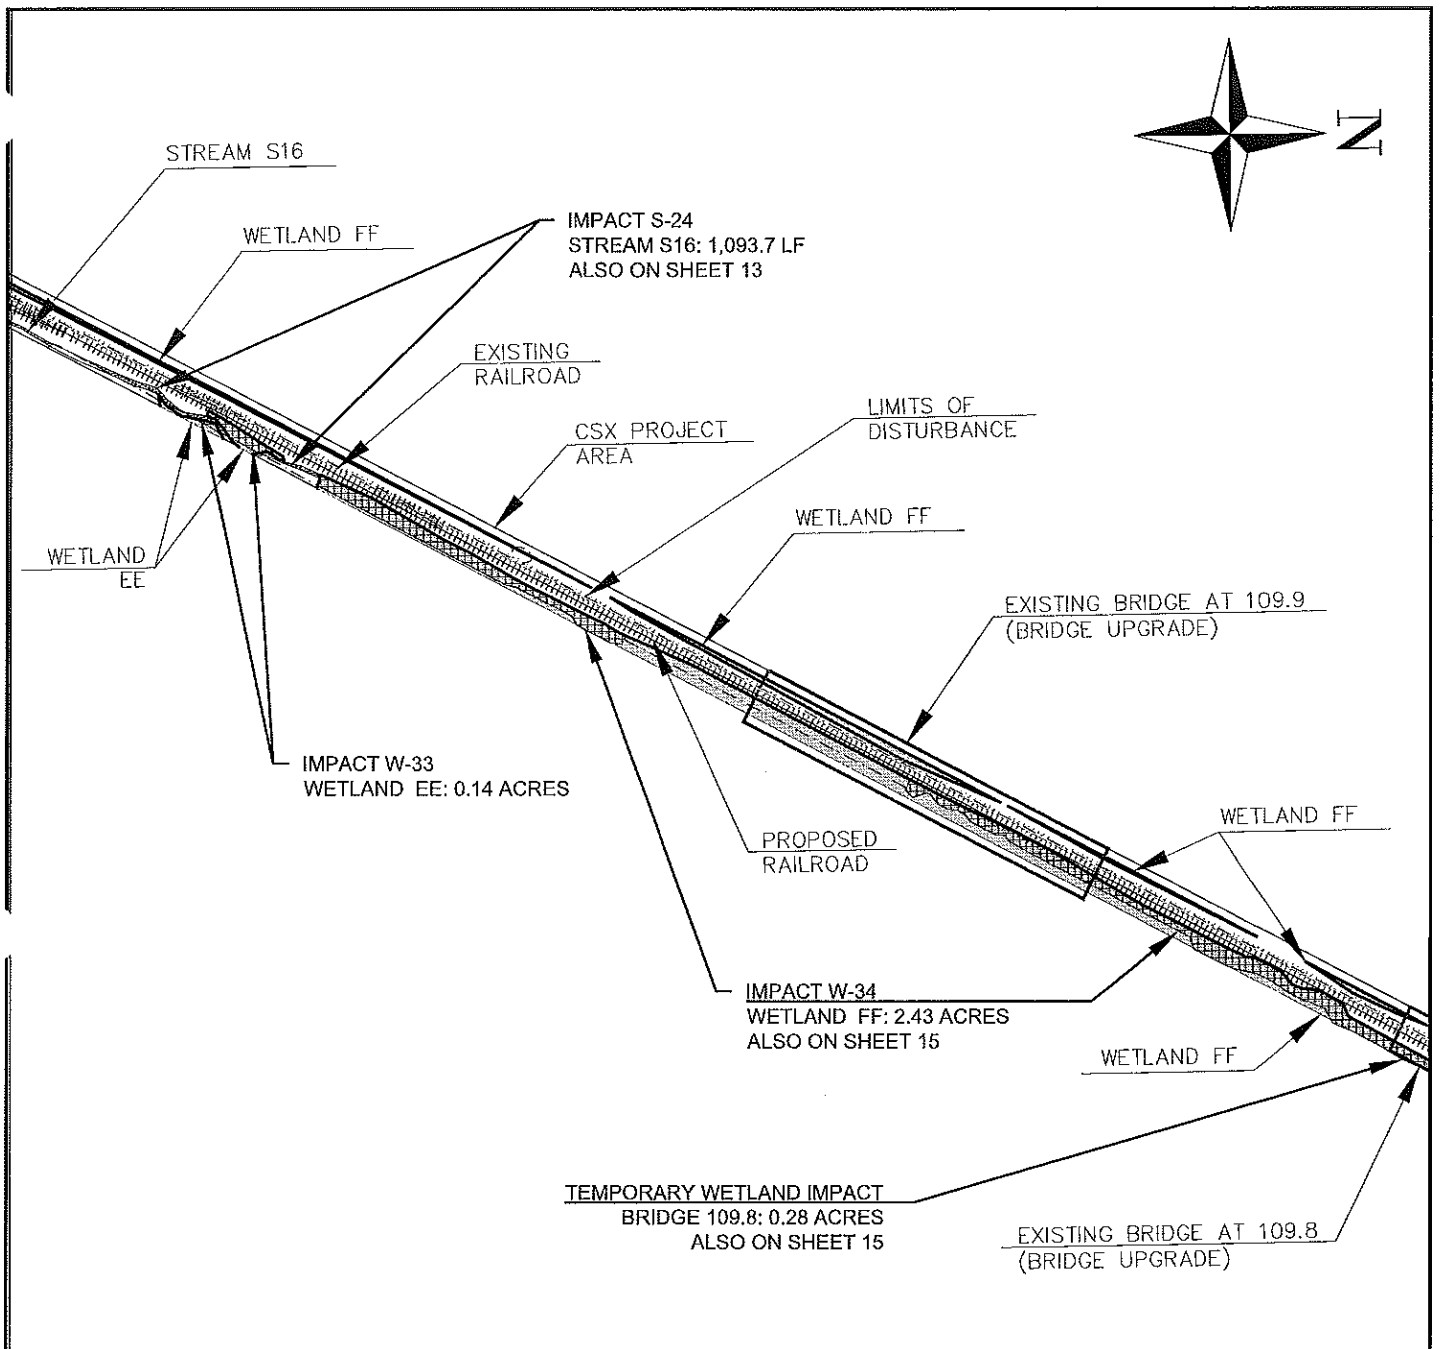 N
STREAM S16
WETLAND FF
IMPACT S-24
STREAM S16: 1,093.7 LF
ALSO ON SHEET 13
EXISTING
RAILROAD
CSX PROJECT
AREA
LIMITS OF
DISTURBANCE
WETLAND FF
WETLAND
EE
EXISTING BRIDGE AT 109.9
(BRIDGE UPGRADE)
IMPACT W-33
WETLAND EE: 0.14 ACRES
PROPOSED
RAILROAD
WETLAND FF
IMPACT W-34
WETLAND FF: 2.43 ACRES
ALSO ON SHEET 15
WETLAND FF
TEMPORARY WETLAND IMPACT
BRIDGE 109.8: 0.28 ACRES
ALSO ON SHEET 15
EXISTING BRIDGE AT 109.8
(BRIDGE UPGRADE)